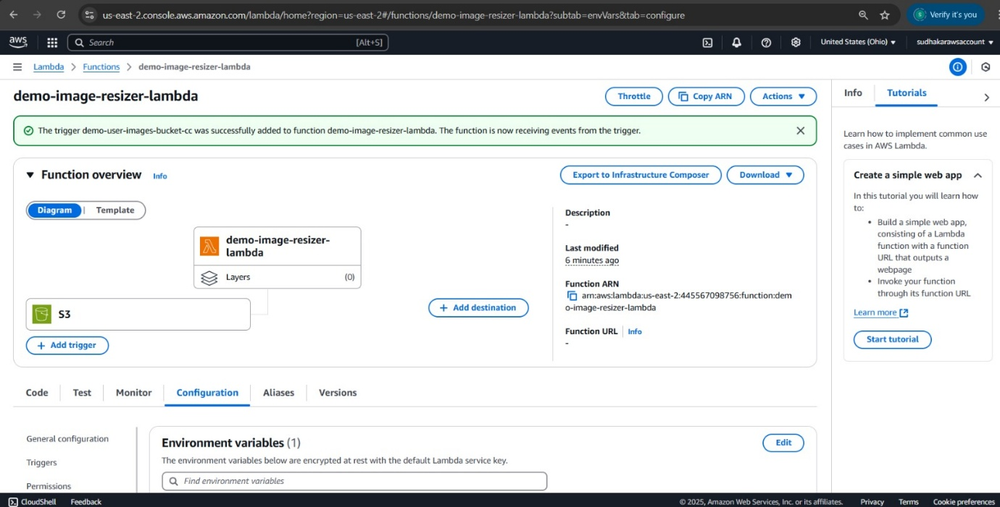 us-east-2.console.aws.amazon.com/lambda/home?region=us-east-2#/functions/demo-image-resizer-lambda?subtab=envVars&tab=configure
S
Verify it's you
aws
Search
[Alt+S]
United States (Ohio)
sudhakarawsaccount
Lambda
Functions
demo-image-resizer-lambda
demo-image-resizer-lambda
Throttle
Copy ARN
Actions
The trigger demo-user-images-bucket-cc was successfully added to function demo-image-resizer-lambda. The function is now receiving events from the trigger.
Function overview
Info
Export to Infrastructure Composer
Download
Diagram
Template
demo-image-resizer-
lambda
Layers
(0)
S3
Add trigger
Add destination
Description
-
Last modified
6 minutes ago
Function ARN
arn:aws:lambda:us-east-2:445567098756:function:dem
o-image-resizer-lambda
Function URL
Info
-
Code
Test
Monitor
Configuration
Aliases
Versions
General configuration
Triggers
Permissions
Environment variables (1)
Edit
The environment variables below are encrypted at rest with the default Lambda service key.
Find environment variables
Info
Tutorials
Learn how to implement common use
cases in AWS Lambda.
Create a simple web app
In this tutorial you will learn how
to:
• Build a simple web app,
consisting of a Lambda
function with a function
URL that outputs a
webpage
• Invoke your function
through its function URL
Learn more
Start tutorial
CloudShell
Feedback
© 2025, Amazon Web Services, Inc. or its affiliates.
Privacy
Terms
Cookie preferences